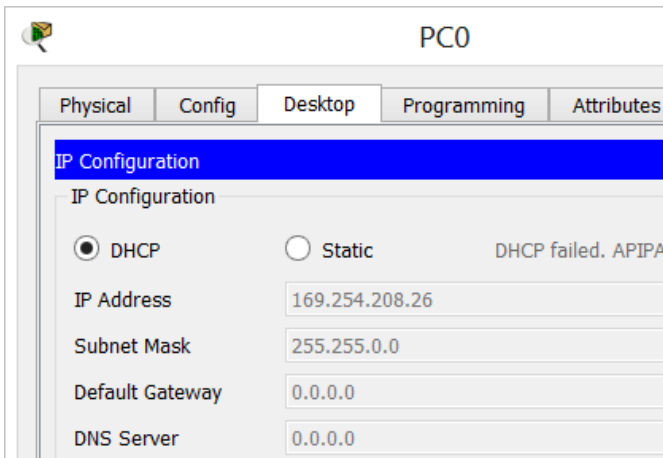 PC0
Physical Config Desktop Programming Attributes
IP Configuration
IP Configuration
DHCP Static DHCP failed. APIPA
IP Address 169.254.208.26
Subnet Mask 255.255.0.0
Default Gateway 0.0.0.0
DNS Server 0.0.0.0